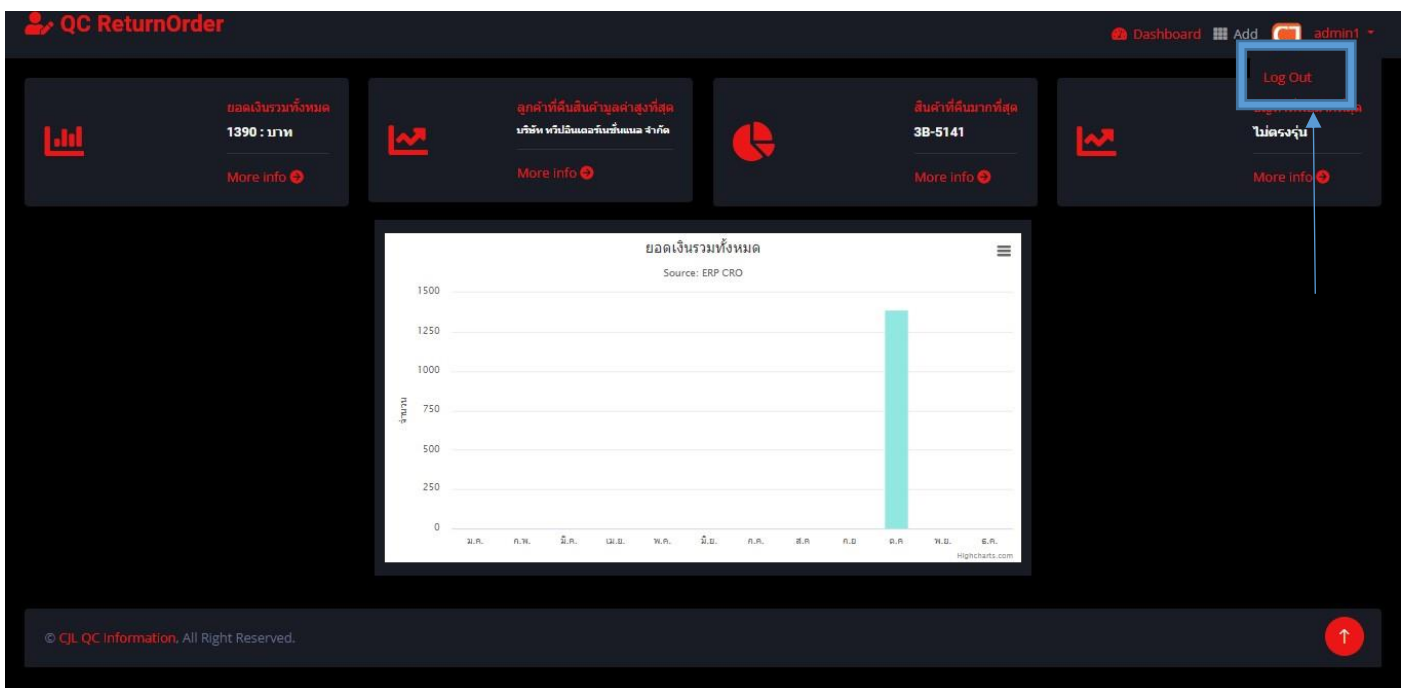 QC ReturnOrder
Dashboard Add admin1
Log Out
ยอดเงินรวมทั้งหมด
1390 : บาท
More info
ลูกค้าที่คืนสินค้ามูลค่าสูงที่สุด
บริษัท ทวีปอินเตอร์เนชั่นแนล จำกัด
More info
สินค้าที่คืนมากที่สุด
3B-5141
More info
ไม่ตรงรุ่น
More info
ยอดเงินรวมทั้งหมด
Source: ERP CRO
จำนวน
1500
1250
1000
750
500
250
0
ม.ค. ก.พ. มี.ค. เม.ย. พ.ค. มิ.ย. ก.ค. ส.ค ก.ย ต.ค พ.ย. ธ.ค.
Highcharts.com
© CJL QC Information, All Right Reserved.